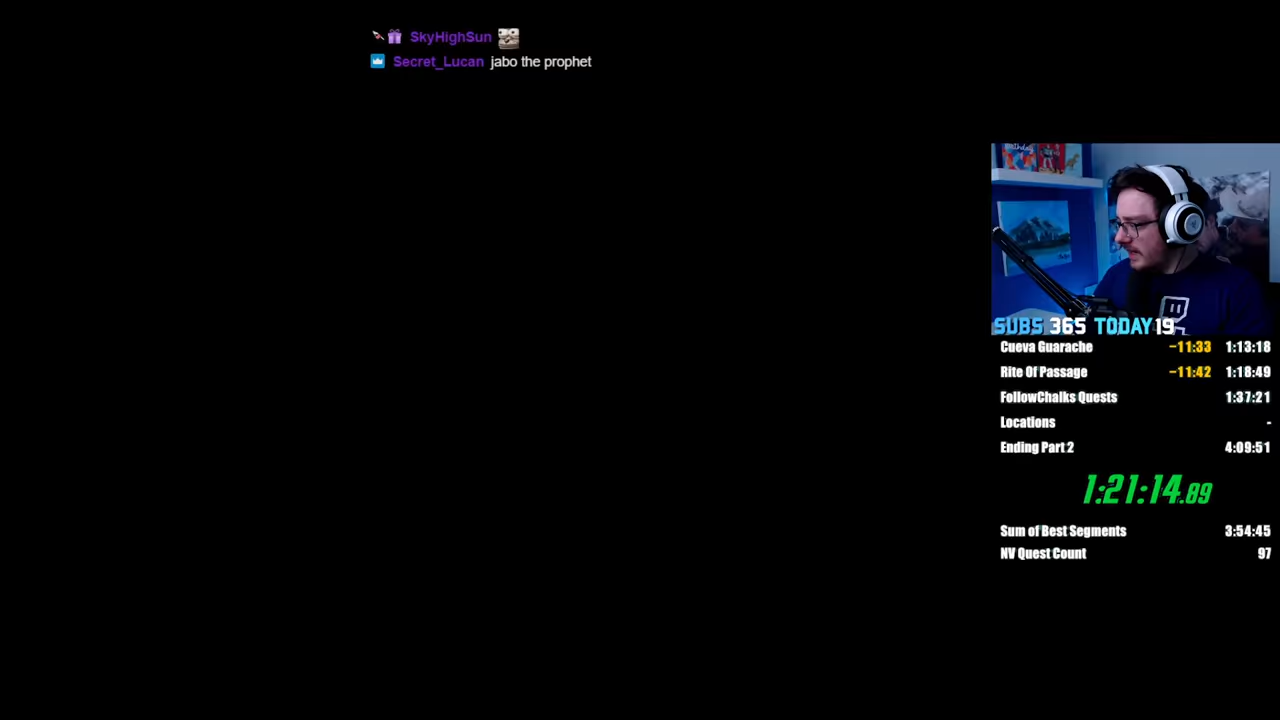 SkyHighSun
Secret_Lucan jabo the prophet
SUBS 365 TODAY 19
Cueva Guarache -11:33 1:13:18
Rite Of Passage -11:42 1:18:49
FollowChalks Quests 1:37:21
Locations -
Ending Part 2 4:09:51
1:21:14.89
Sum of Best Segments 3:54:45
NV Quest Count 97